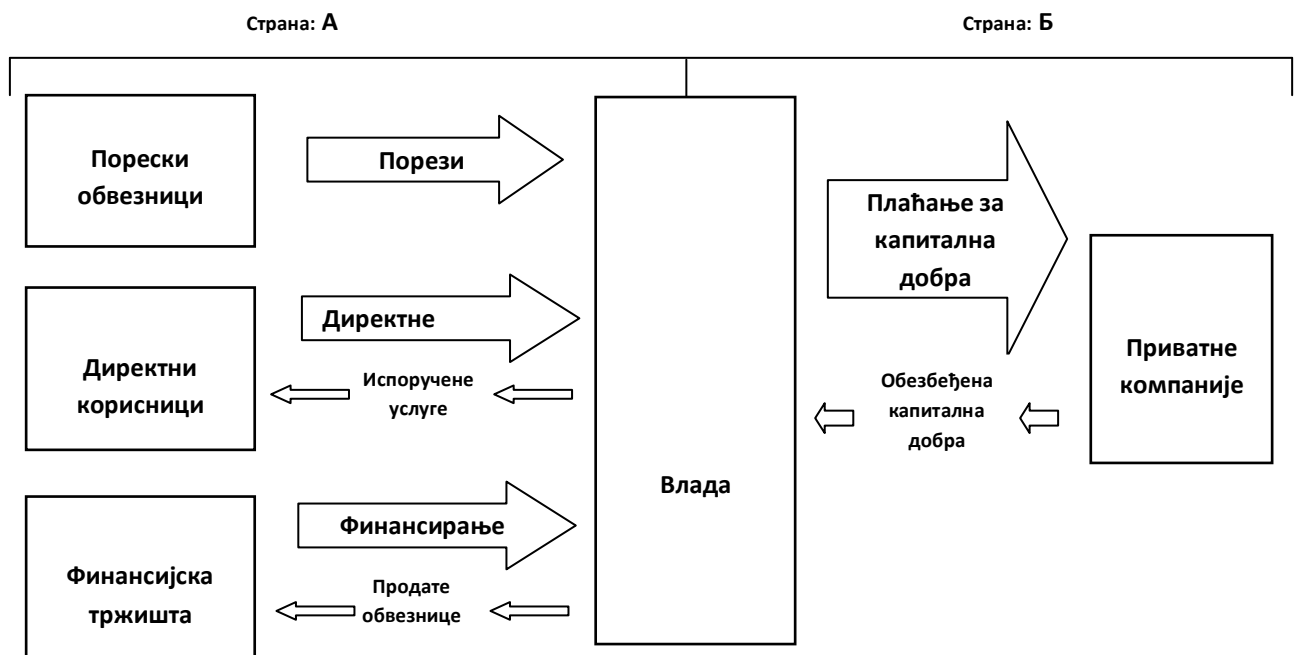 Страна: А
Страна: Б
Порески
обвезници
Порези
Директни
корисници
Директне
Испоручене
услуге
Финансијска
тржишта
Финансирање
Продате
обвезнице
Влада
Плаћање за
капитална
добра
Обезбеђена
капитална
добра
Приватне
компаније